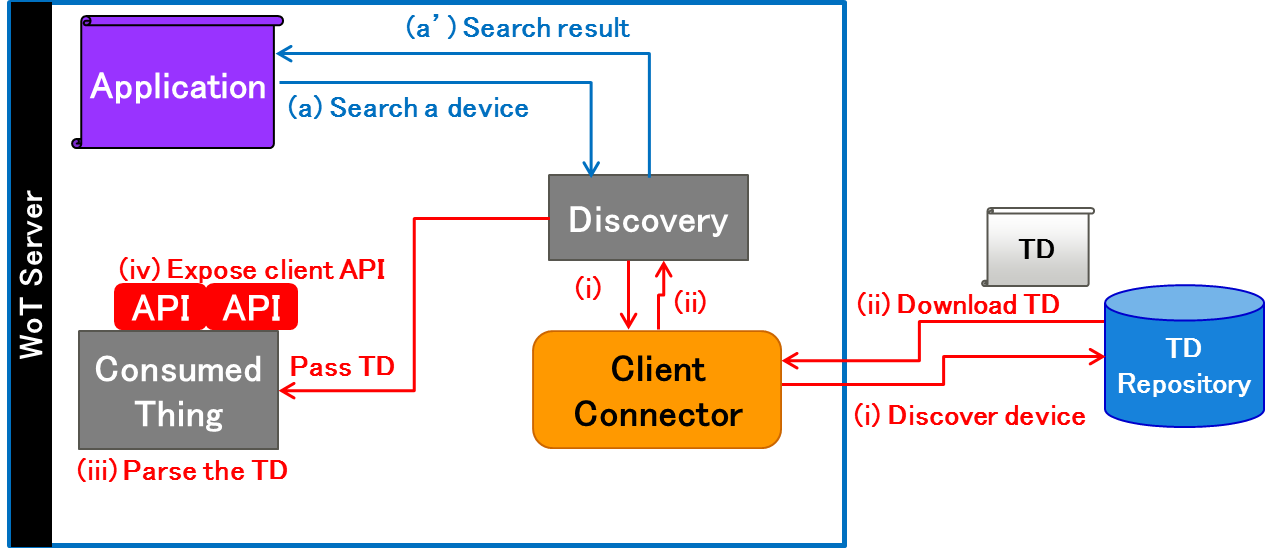 WoT Server
(a’) Search result
Application
(a) Search a device
Discovery
TD
(iv) Expose client API
API
API
(i)
(ii)
(ii) Download TD
Consumed
Thing
Pass TD
Client
Connector
TD
Repository
(i) Discover device
(iii) Parse the TD